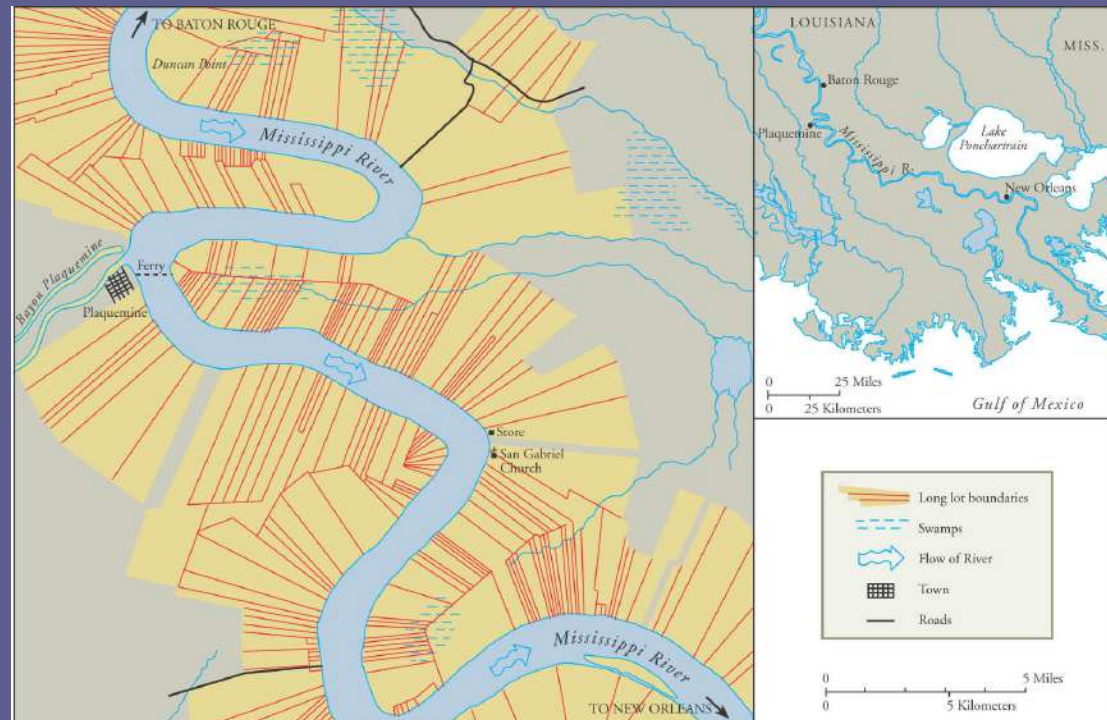 TO BATON ROUGE
Duncan Point
Mississippi River
Bayou Plaquemine
Ferry
Plaquemine
Store
San Gabriel
Church
Mississippi River
TO NEW ORLEANS
LOUISIANA
MISS.
Baton Rouge
Plaquemine
Mississippi R.
Lake
Ponchartrain
New Orleans
0 25 Miles
0 25 Kilometers
Gulf of Mexico
Long lot boundaries
Swamps
Flow of River
Town
Roads
0 5 Miles
0 5 Kilometers